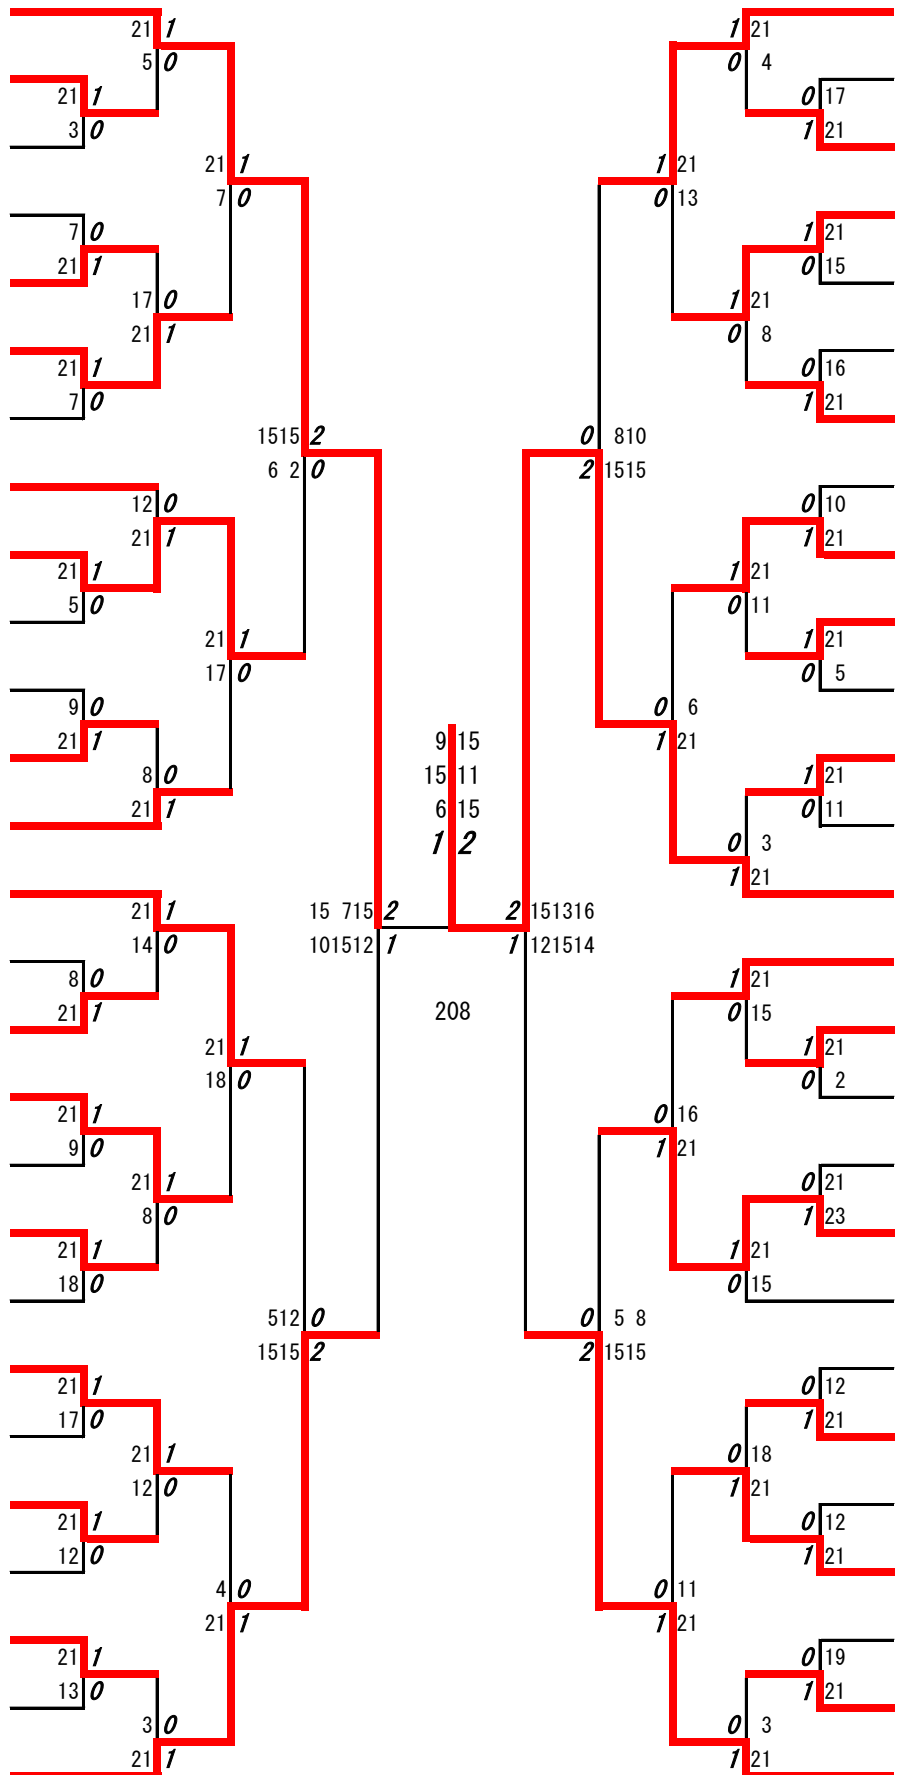 21 1 1 21
5 0 0 4
21 1 0 17
3 0 1 21
21 1 1 21
7 0 0 13
7 0 1 21
21 1 0 15
17 0 1 21
21 1 0 8
21 1 0 16
7 0 1 21
1515 2 0 810
6 2 0 2 1515
12 0 0 10
21 1 1 21
21 1 1 21
5 0 0 11
21 1 1 21
17 0 0 5
9 0 0 6
21 1 9 15 1 21
8 0 15 11 1 21
21 1 6 15 0 11
1 2 0 3
1 21
21 1 15 715 2 2 151316
14 0 101512 1 1 121514
8 0 1 21
21 1 208 0 15
21 1 1 21
18 0 0 2
21 1 0 16
9 0 1 21
21 1 0 21
8 0 1 23
21 1 1 21
18 0 0 15
512 0 0 5 8
1515 2 2 1515
21 1 0 12
17 0 1 21
21 1 0 18
12 0 1 21
21 1 0 12
12 0 1 21
4 0 0 11
21 1 1 21
21 1 0 19
13 0 1 21
3 0 0 3
21 1 1 21